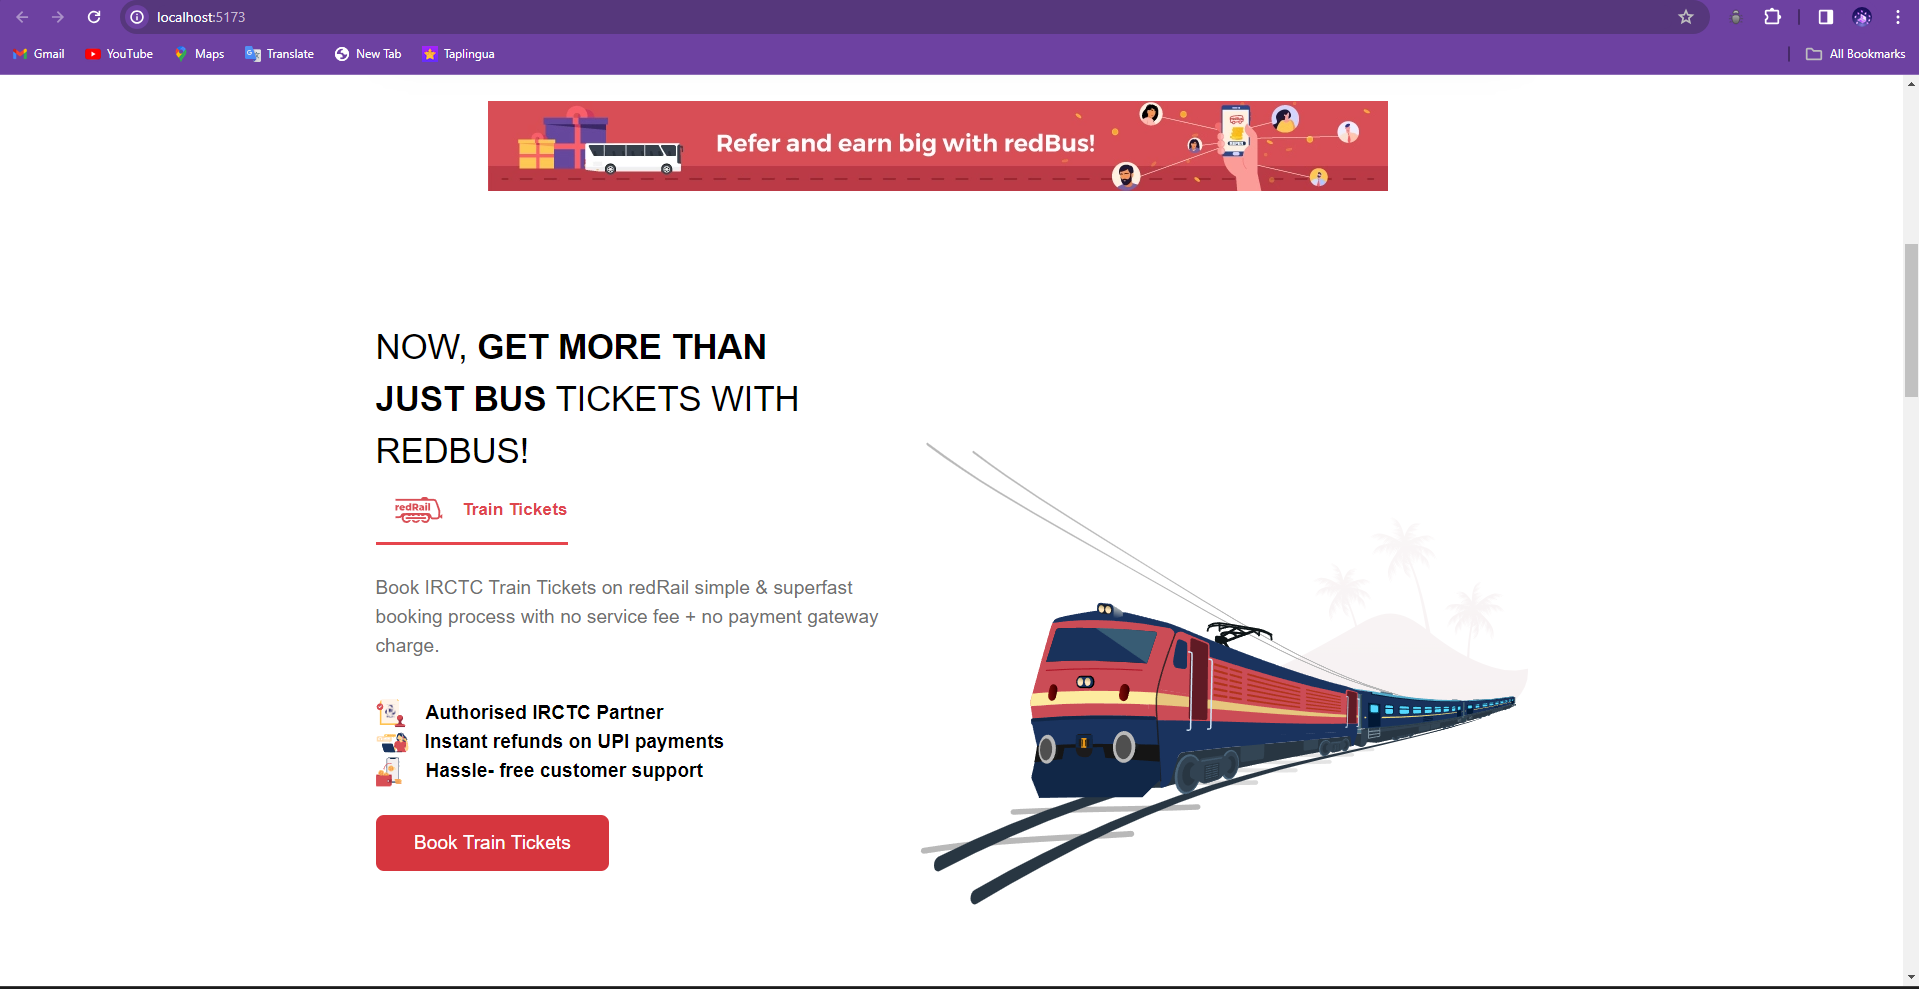 localhost:5173
Gmail
YouTube
Maps
Translate
New Tab
Taplingua
All Bookmarks
Refer and earn big with redBus!
NOW, GET MORE THAN
JUST BUS TICKETS WITH
REDBUS!
redRail
Train Tickets
Book IRCTC Train Tickets on redRail simple & superfast
booking process with no service fee + no payment gateway
charge.
Authorised IRCTC Partner
Instant refunds on UPI payments
Hassle- free customer support
Book Train Tickets